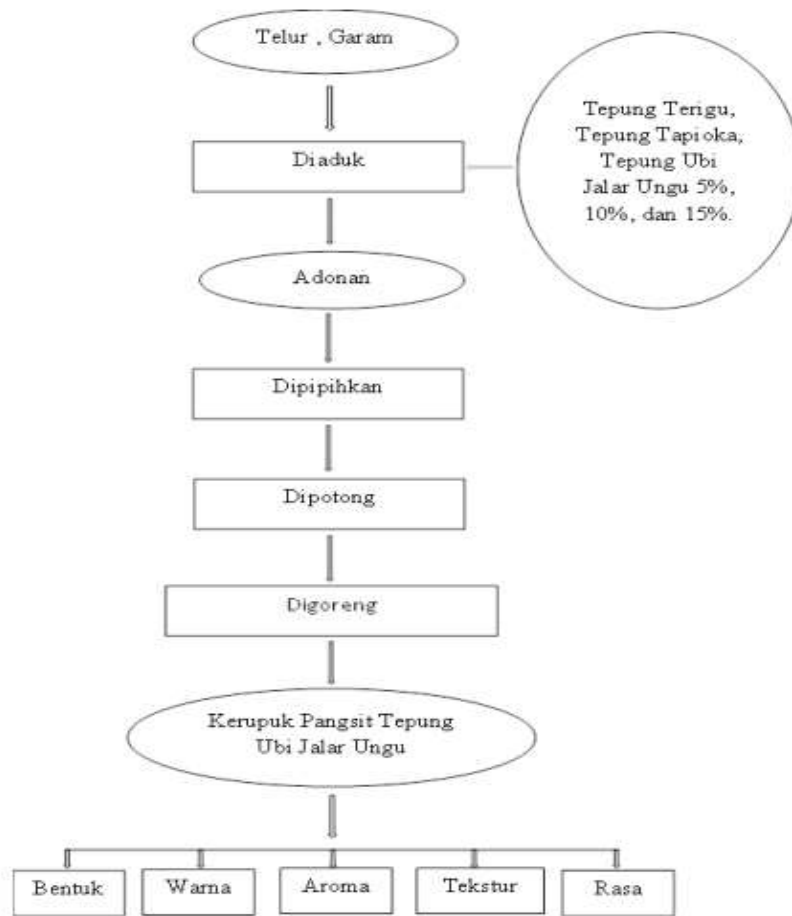 Telur , Garam
Diaduk
Tepung Terigu,
Tepung Tapioka,
Tepung Ubi
Jalar Ungu 5%,
10%, dan 15%.
Adonan
Dipipihkan
Dipotong
Digoreng
Kerupuk Pangsit Tepung
Ubi Jalar Ungu
Bentuk
Warna
Aroma
Tekstur
Rasa